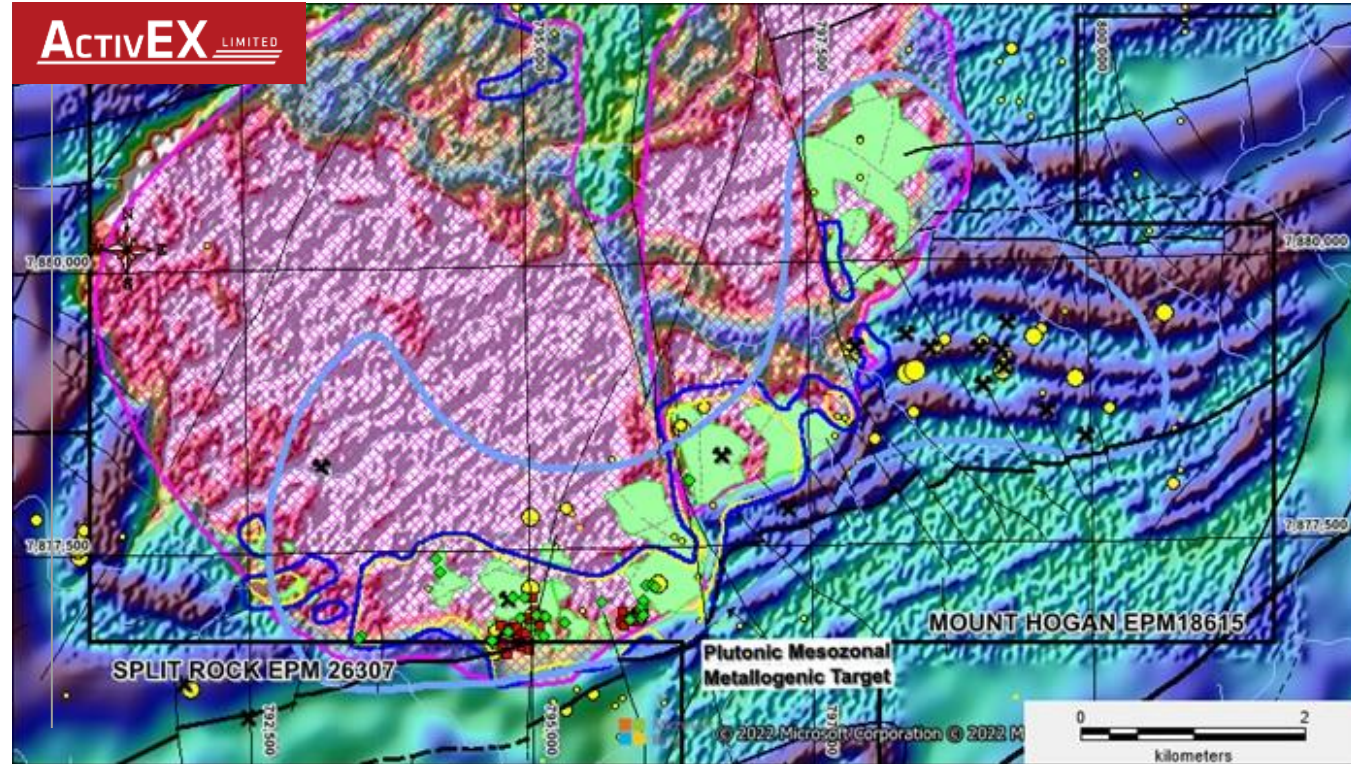 ACTIVEX LIMITED
795,000
797,500
800,000
N
E
S
7,880,000
7,880,000
7,877,500
7,877,500
MOUNT HOGAN EPM18615
Plutonic Mesozonal
Metallogenic Target
SPLIT ROCK EPM 26307
792,500
795,000
© 2022 Microsoft Corporation © 2022 M
0 2
kilometers